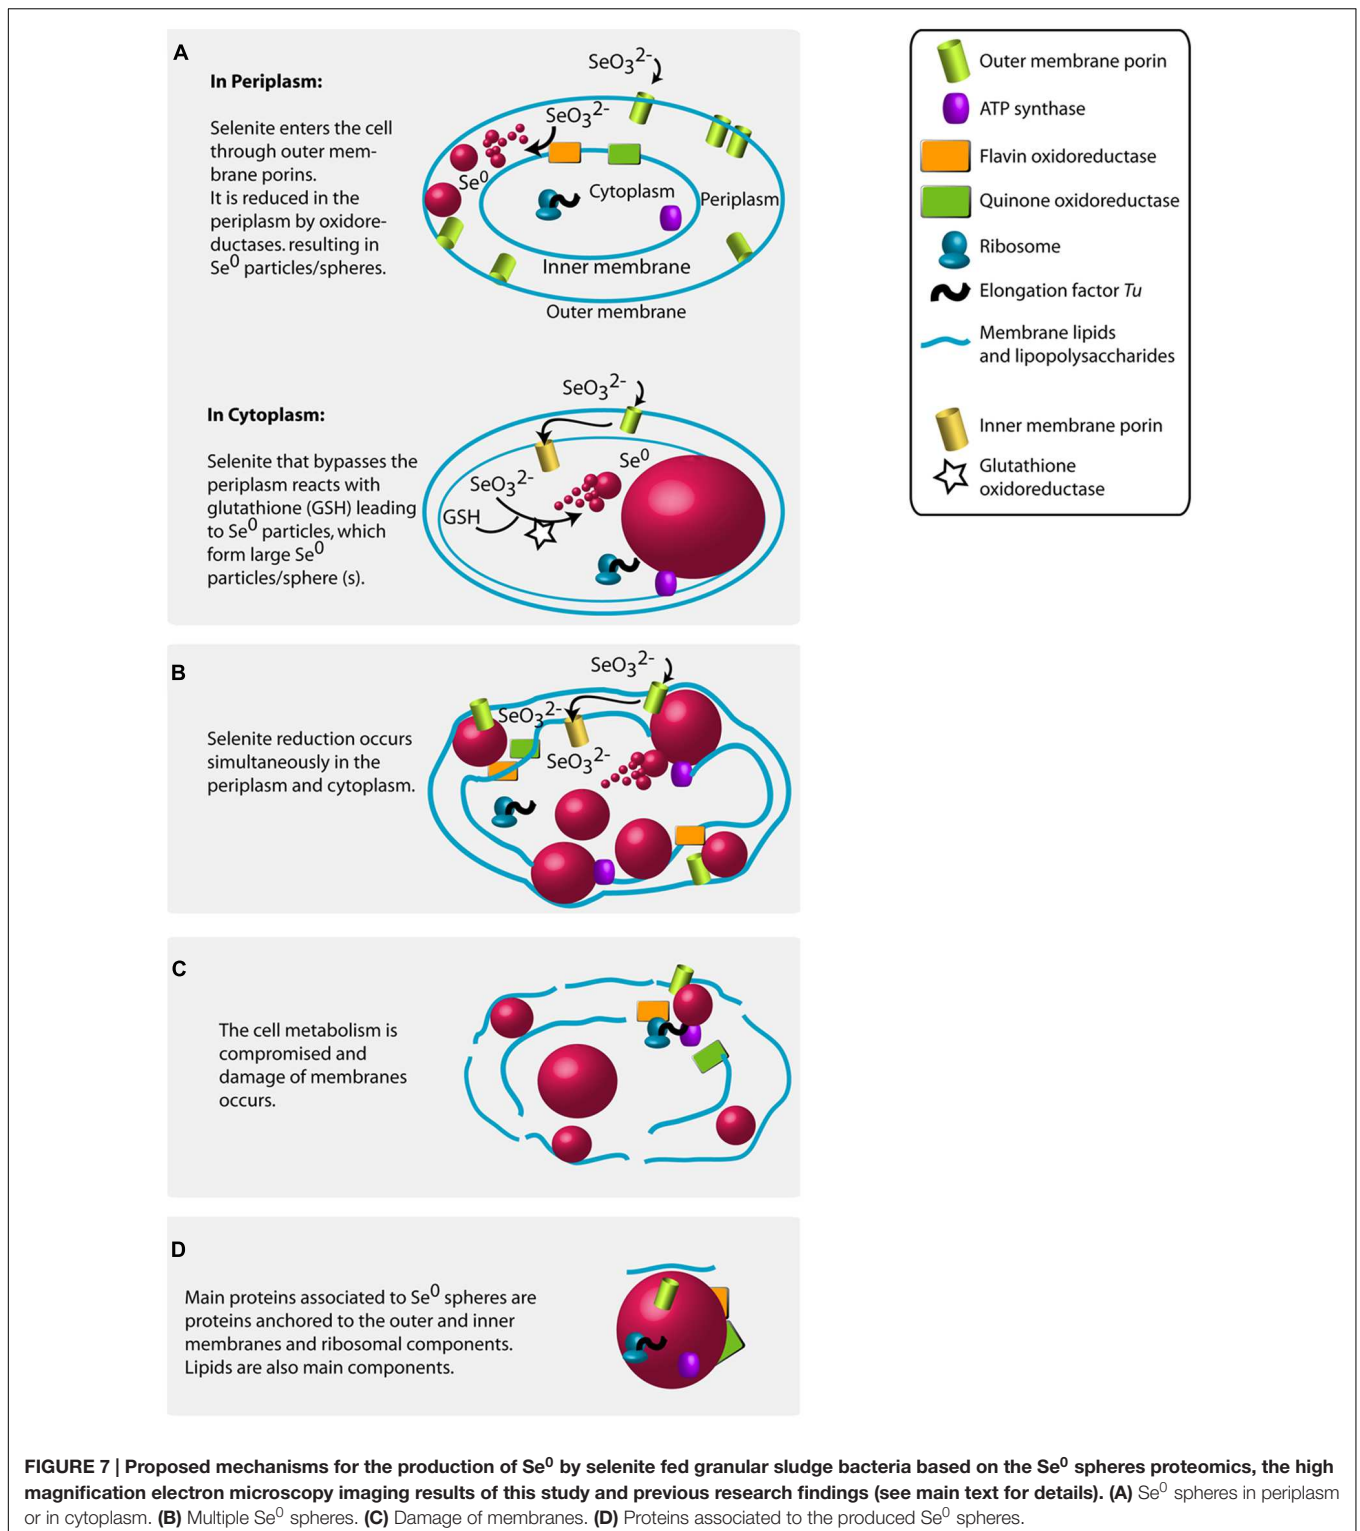 A
In Periplasm:
Selenite enters the cell
through outer mem-
brane porins.
It is reduced in the
periplasm by oxidore-
ductases. resulting in
Se⁰ particles/spheres.
SeO₃²⁻
SeO₃²⁻
Se⁰
Cytoplasm
Periplasm
Inner membrane
Outer membrane
In Cytoplasm:
Selenite that bypasses the
periplasm reacts with
glutathione (GSH) leading
to Se⁰ particles, which
form large Se⁰
particles/sphere (s).
SeO₃²⁻
Se⁰
SeO₃²⁻
GSH
Outer membrane porin
ATP synthase
Flavin oxidoreductase
Quinone oxidoreductase
Ribosome
Elongation factor Tu
Membrane lipids
and lipopolysaccharides
Inner membrane porin
Glutathione
oxidoreductase
B
Selenite reduction occurs
simultaneously in the
periplasm and cytoplasm.
SeO₃²⁻
SeO₃²⁻
SeO₃²⁻
C
The cell metabolism is
compromised and
damage of membranes
occurs.
D
Main proteins associated to Se⁰ spheres are
proteins anchored to the outer and inner
membranes and ribosomal components.
Lipids are also main components.
FIGURE 7 | Proposed mechanisms for the production of Se⁰ by selenite fed granular sludge bacteria based on the Se⁰ spheres proteomics, the high
magnification electron microscopy imaging results of this study and previous research findings (see main text for details). (A) Se⁰ spheres in periplasm
or in cytoplasm. (B) Multiple Se⁰ spheres. (C) Damage of membranes. (D) Proteins associated to the produced Se⁰ spheres.